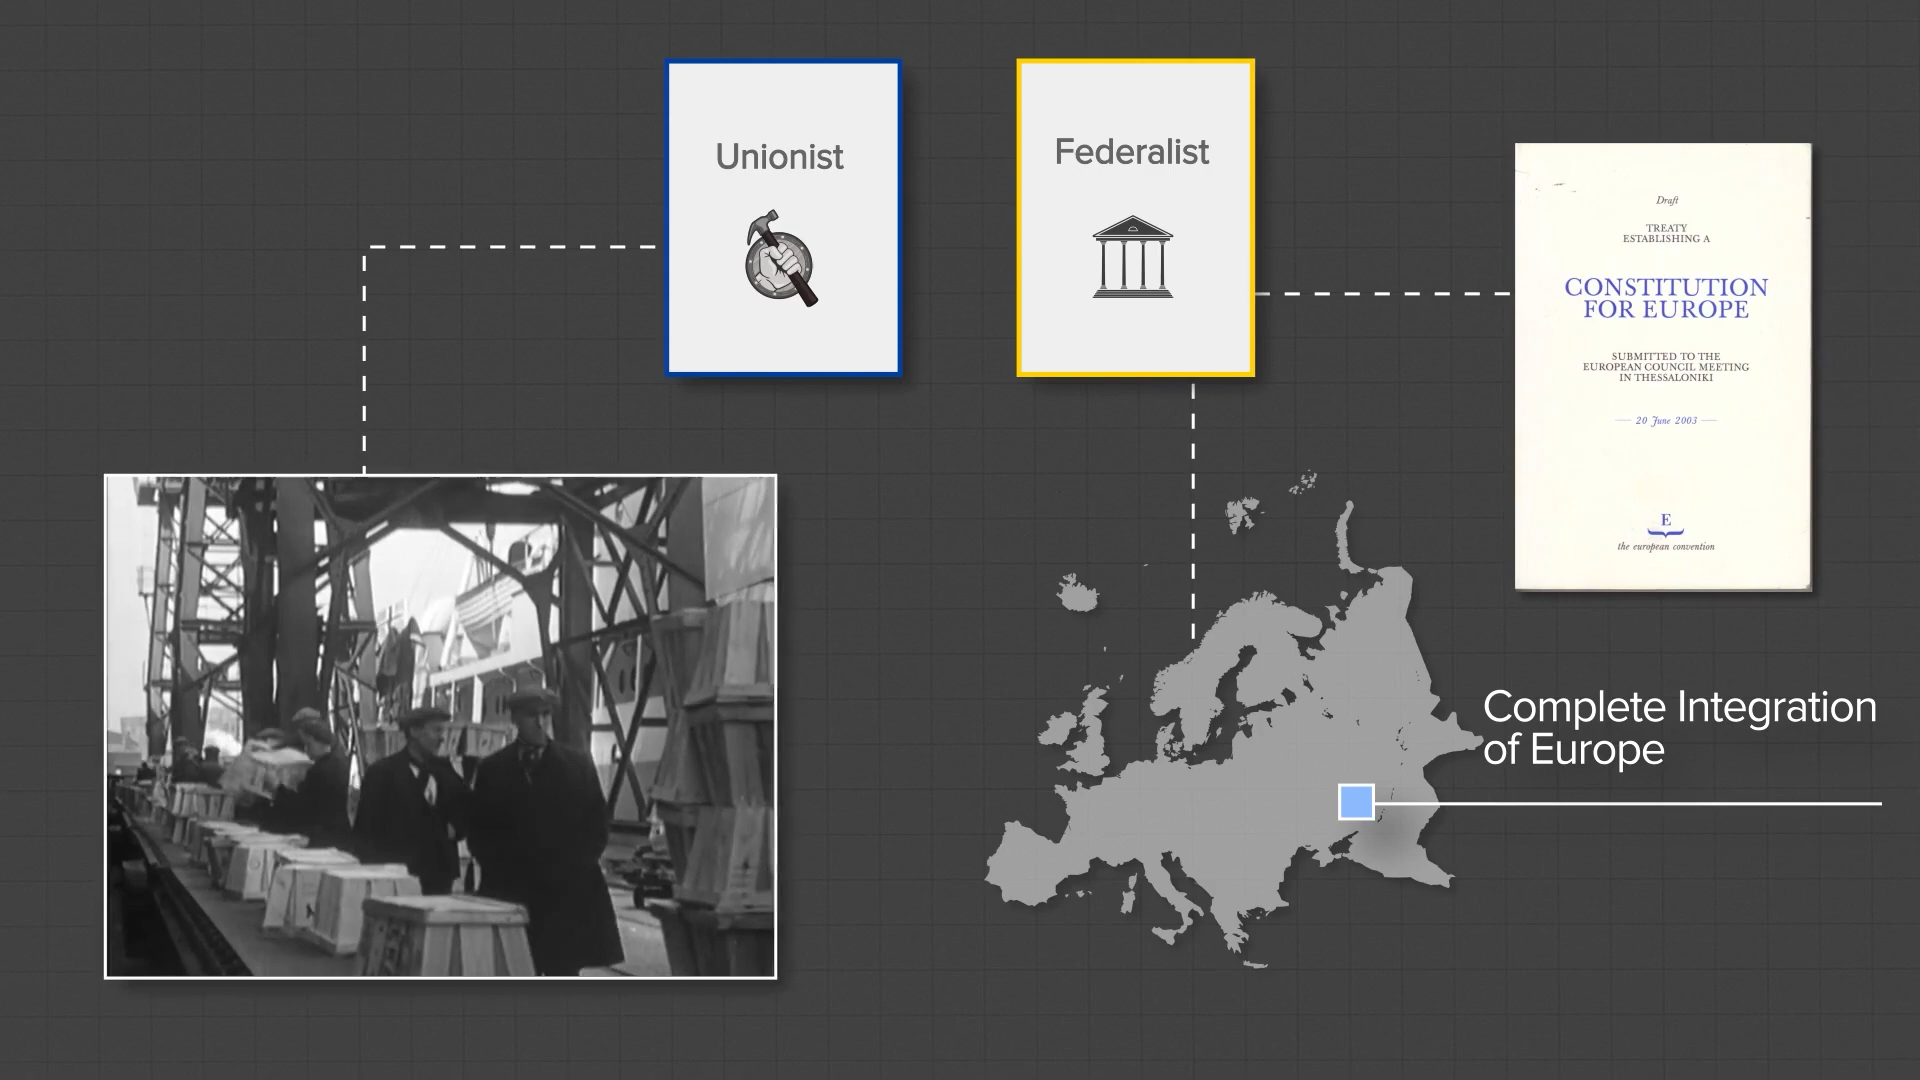 Unionist
Federalist
Draft
TREATY
ESTABLISHING A
CONSTITUTION
FOR EUROPE
SUBMITTED TO THE
EUROPEAN COUNCIL MEETING
IN THESSALONIKI
20 June 2003
E
the european convention
Complete Integration
of Europe